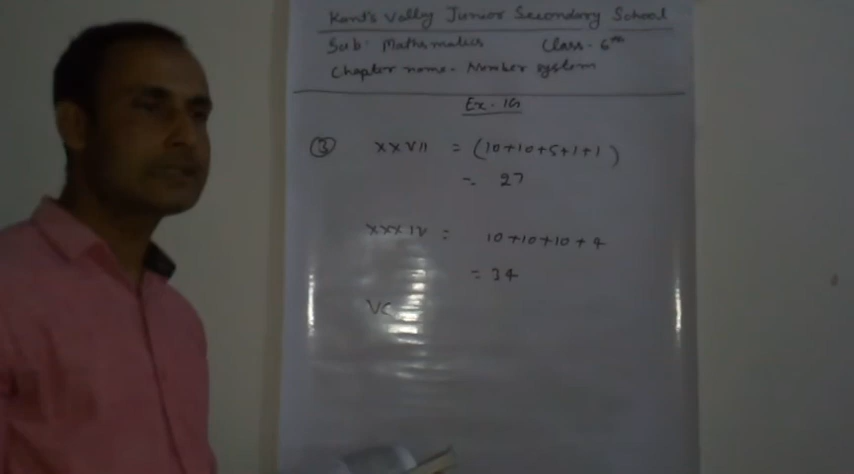 Kant's Valley Junior Secondary School
Sub: Mathematics Class - 6th
Chapter name - Number system
Ex - 1G
③ XXVII = (10+10+5+1+1)
= 27
XXXIV = 10+10+10+4
= 34
VC